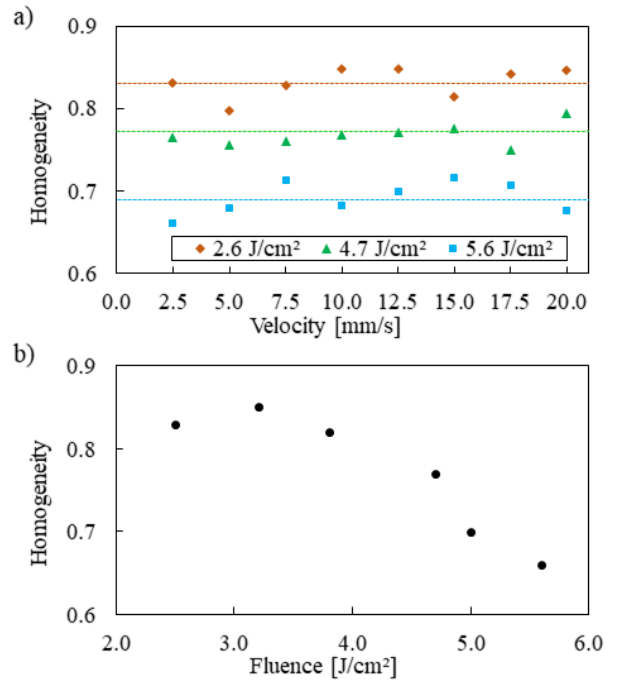 a)
0.9
0.8
0.7
0.6
Homogeneity
2.6 J/cm² 4.7 J/cm² 5.6 J/cm²
0.0 2.5 5.0 7.5 10.0 12.5 15.0 17.5 20.0
Velocity [mm/s]
b)
0.9
0.8
0.7
0.6
Homogeneity
2.0 3.0 4.0 5.0 6.0
Fluence [J/cm²]